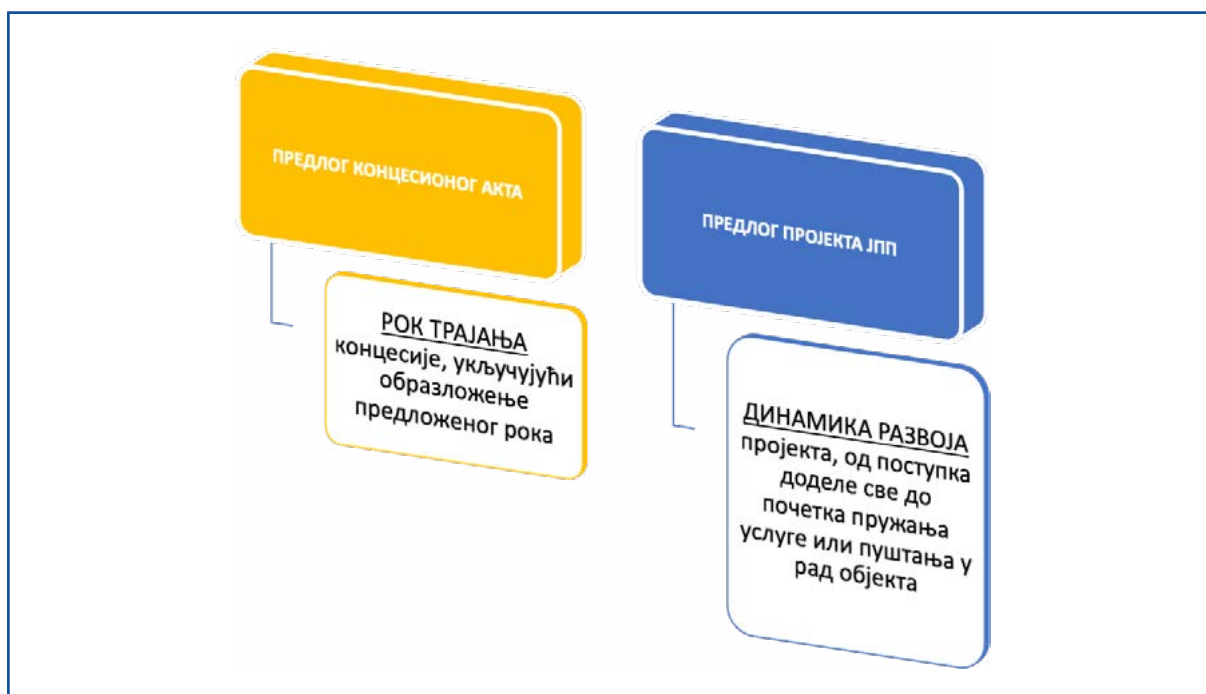 ПРЕДЛОГ КОНЦЕСИОНОГ АКТА
РОК ТРАЈАЊА
концесије, укључујући
образложење
предложеног рока
ПРЕДЛОГ ПРОЈЕКТА ЈПП
ДИНАМИКА РАЗВОЈА
пројекта, од поступка
доделе све до
почетка пружања
услуге или пуштања у
рад објекта